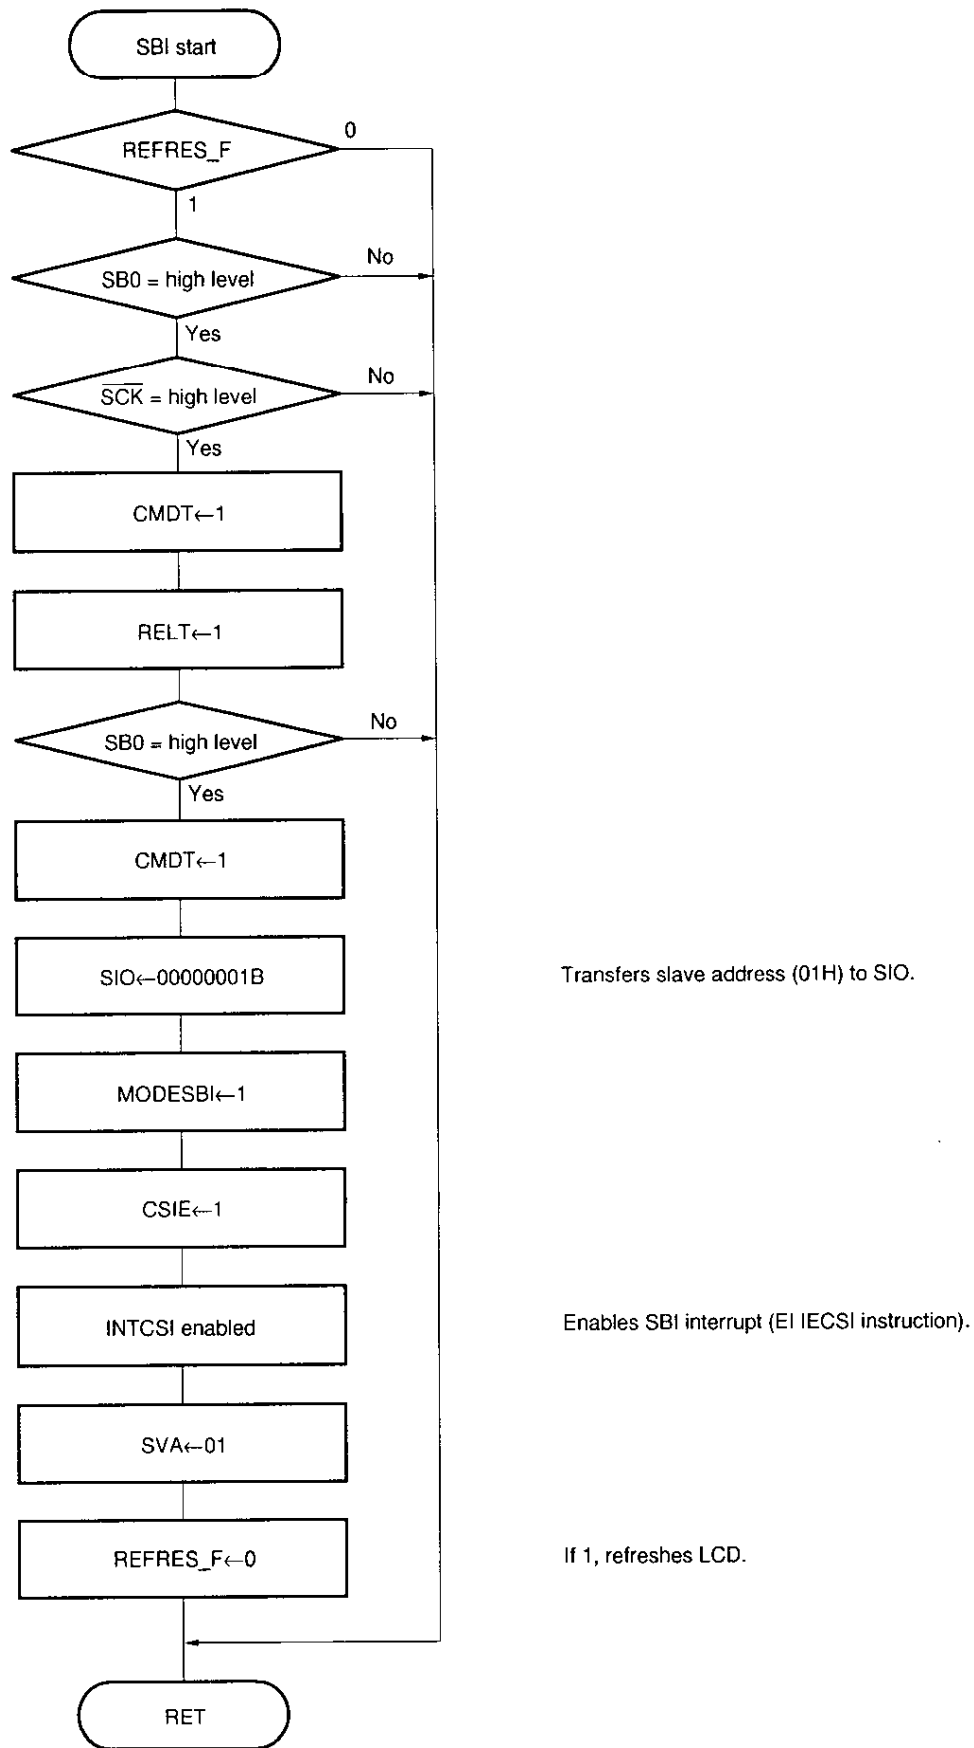 SBI start
REFRES_F
0
1
SB0 = high level
No
Yes
S̅C̅K̅ = high level
No
Yes
CMDT←1
RELT←1
SB0 = high level
No
Yes
CMDT←1
SIO←00000001B
Transfers slave address (01H) to SIO.
MODESBI←1
CSIE←1
INTCSI enabled
Enables SBI interrupt (EI IECSI instruction).
SVA←01
REFRES_F←0
If 1, refreshes LCD.
RET